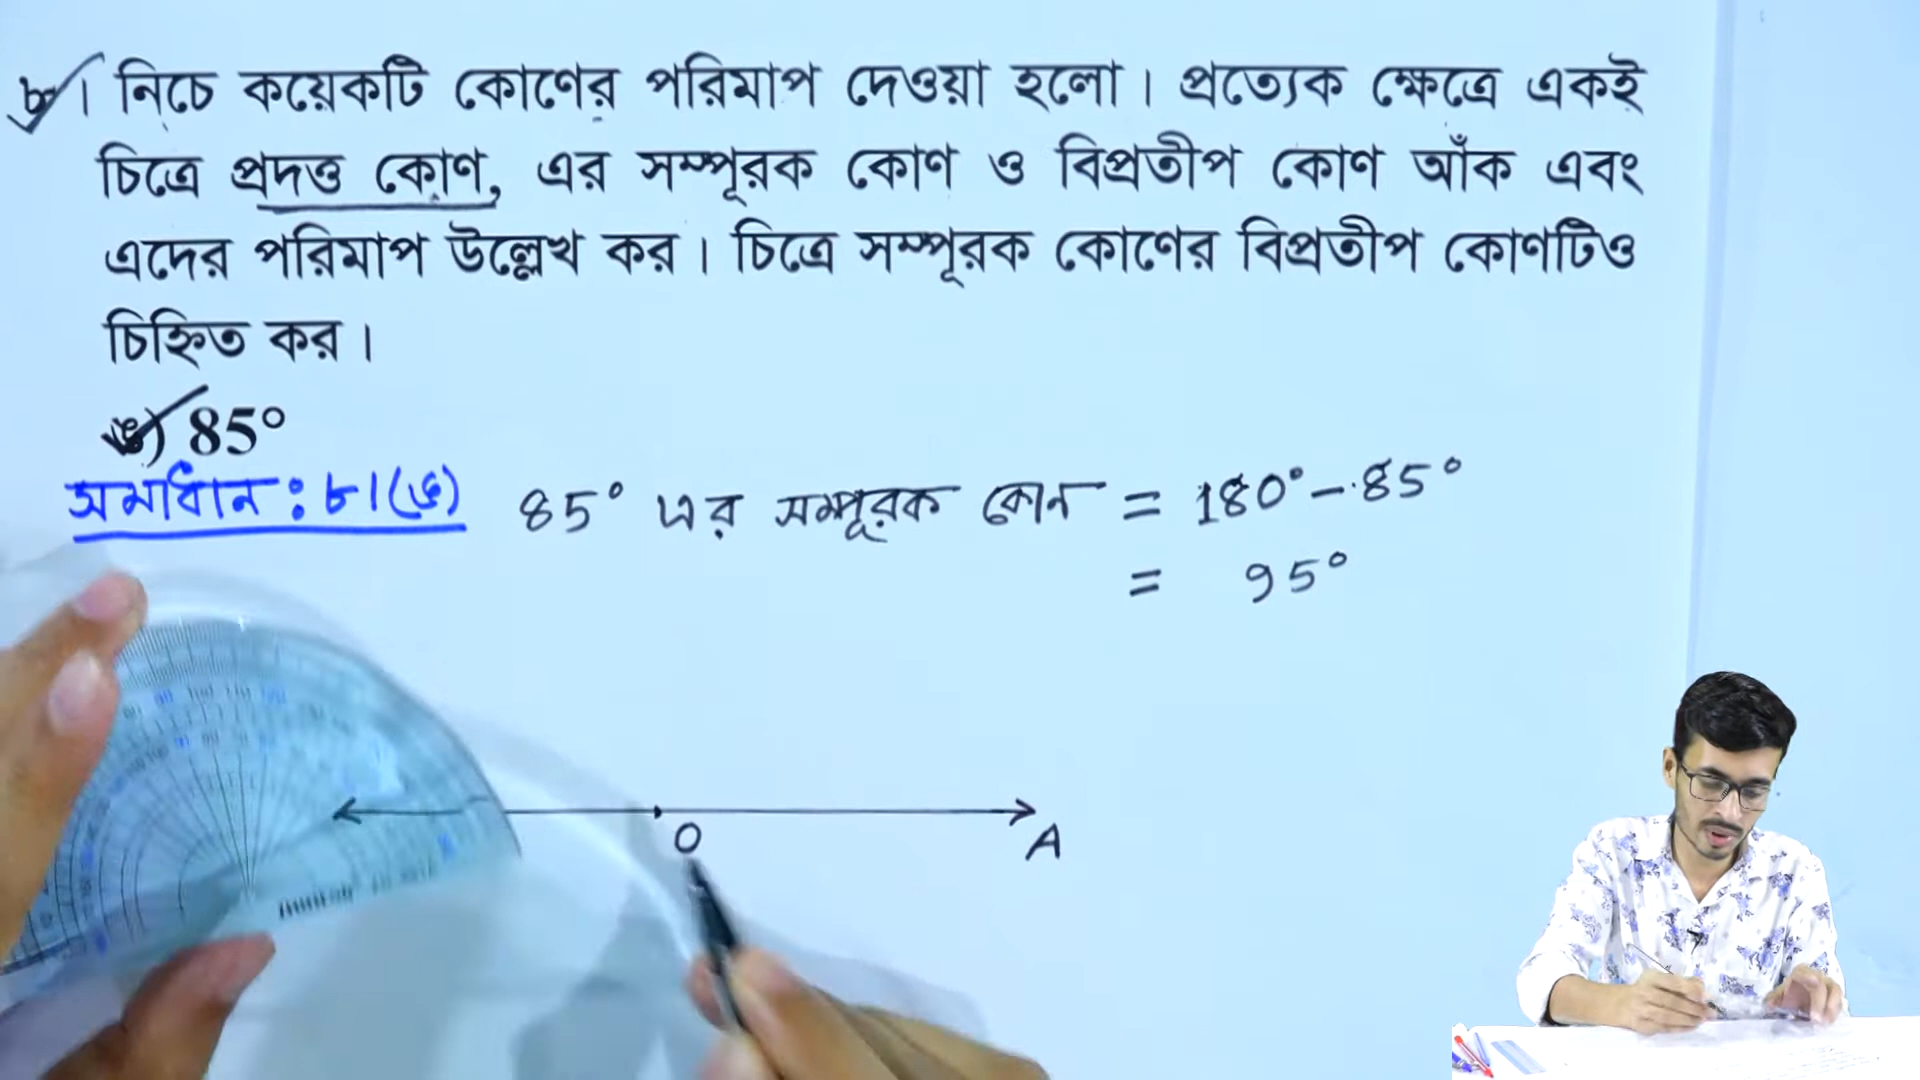 ৮। নিচে কয়েকটি কোণের পরিমাপ দেওয়া হলো। প্রত্যেক ক্ষেত্রে একই
চিত্রে প্রদত্ত কোণ, এর সম্পূরক কোণ ও বিপ্রতীপ কোণ আঁক এবং
এদের পরিমাপ উল্লেখ কর। চিত্রে সম্পূরক কোণের বিপ্রতীপ কোণটিও
চিহ্নিত কর।
85°
সমাধান: ৮।(ঙ) 85° এর সম্পূরক কোন = 180° - 85°
= 95°
O A